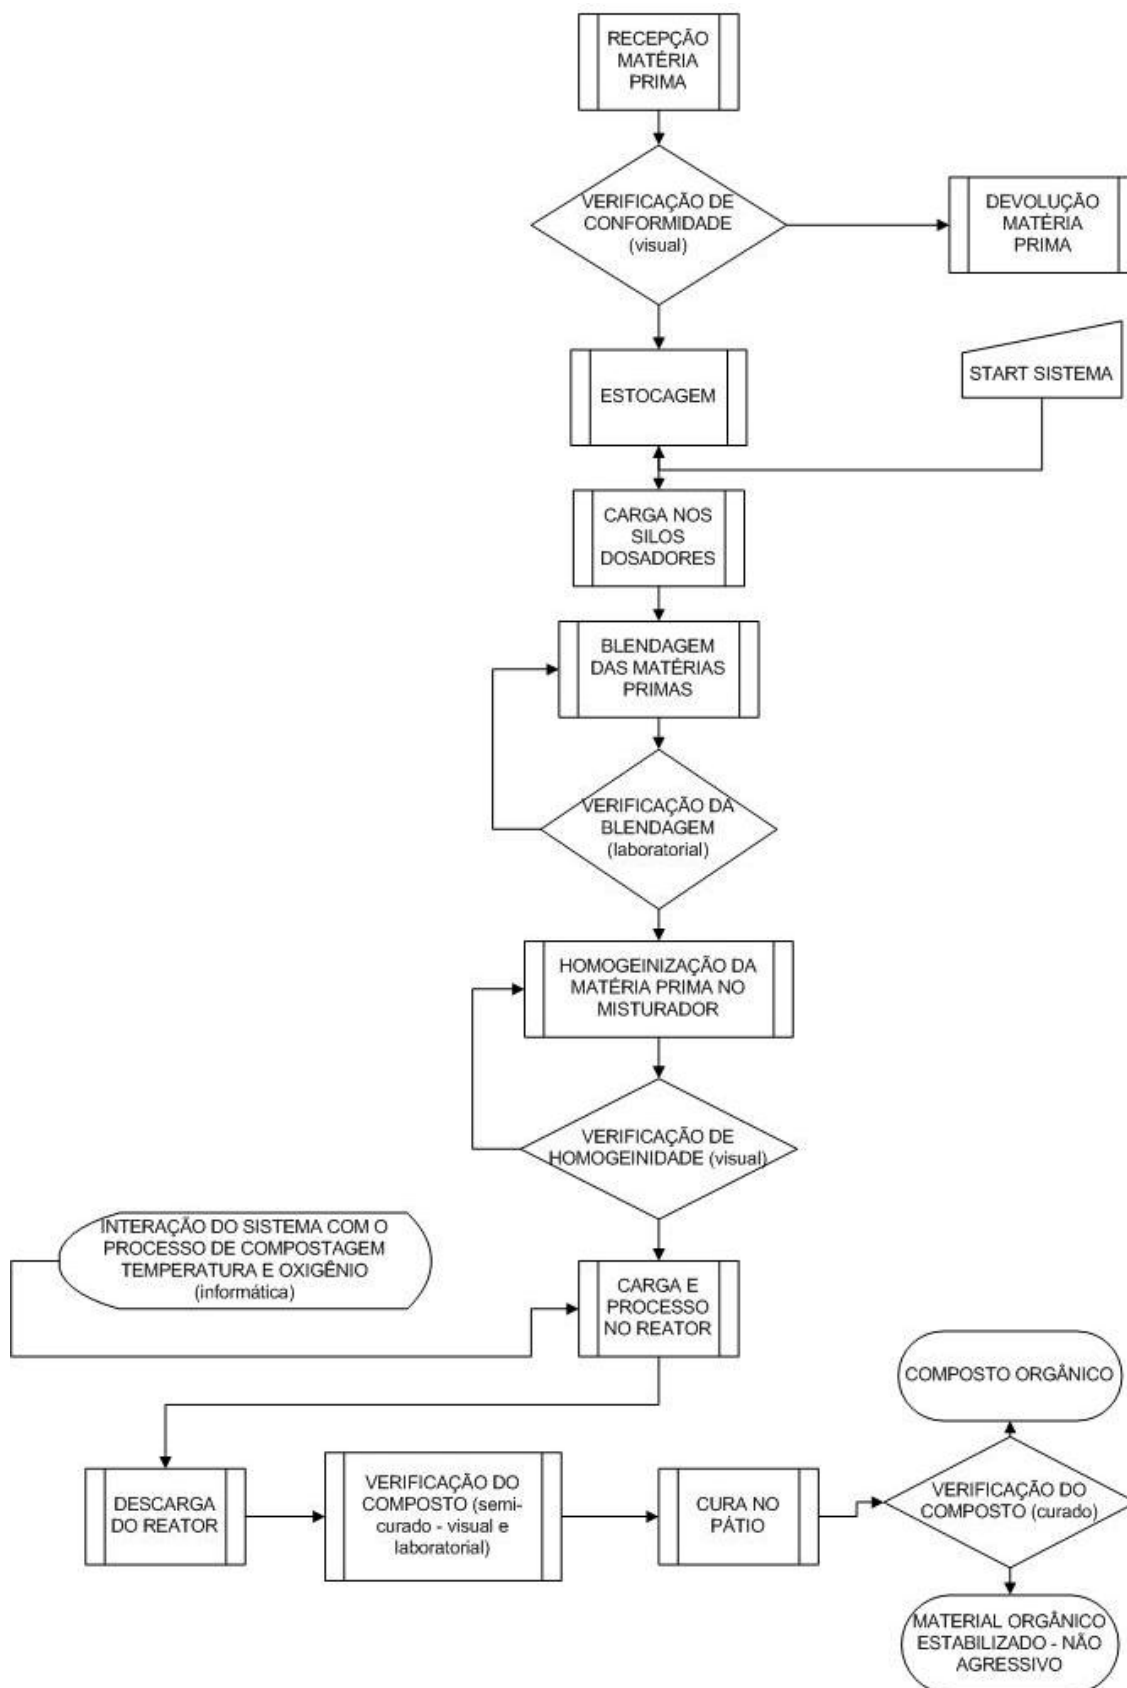 RECEPÇÃO
MATÉRIA
PRIMA
VERIFICAÇÃO DE
CONFORMIDADE
(visual)
DEVOLUÇÃO
MATÉRIA
PRIMA
ESTOCAGEM
START SISTEMA
CARGA NOS
SILOS
DOSADORES
BLENDAGEM
DAS MATÉRIAS
PRIMAS
VERIFICAÇÃO DA
BLENDAGEM
(laboratorial)
HOMOGEINIZAÇÃO DA
MATÉRIA PRIMA NO
MISTURADOR
VERIFICAÇÃO DE
HOMOGEINIDADE (visual)
INTERAÇÃO DO SISTEMA COM O
PROCESSO DE COMPOSTAGEM
TEMPERATURA E OXIGÊNIO
(informática)
CARGA E
PROCESSO
NO REATOR
COMPOSTO ORGÂNICO
DESCARGA
DO REATOR
VERIFICAÇÃO DO
COMPOSTO (semi-
curado - visual e
laboratorial)
CURA NO
PÁTIO
VERIFICAÇÃO DO
COMPOSTO (curado)
MATERIAL ORGÂNICO
ESTABILIZADO - NÃO
AGRESSIVO